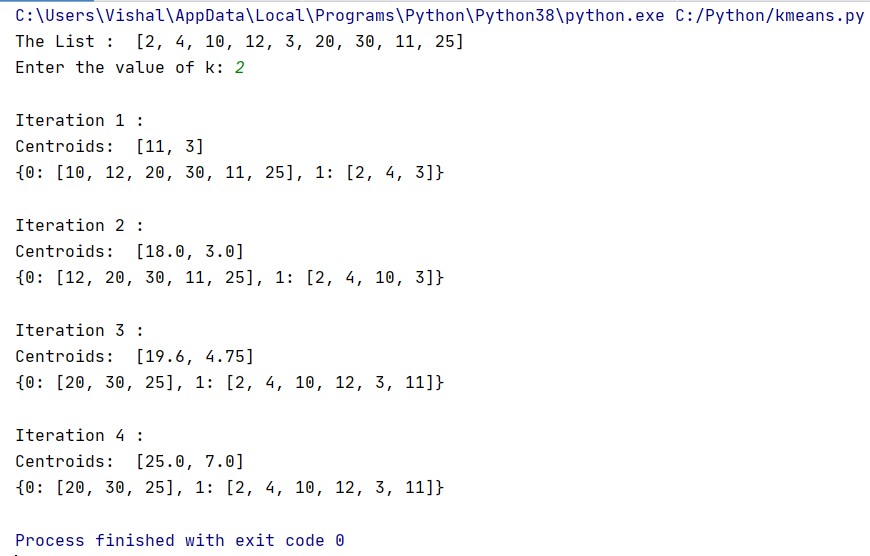 C:\Users\Vishal\AppData\Local\Programs\Python\Python38\python.exe C:/Python/kmeans.py
The List :  [2, 4, 10, 12, 3, 20, 30, 11, 25]
Enter the value of k: 2
Iteration 1 :
Centroids:  [11, 3]
{0: [10, 12, 20, 30, 11, 25], 1: [2, 4, 3]}
Iteration 2 :
Centroids:  [18.0, 3.0]
{0: [12, 20, 30, 11, 25], 1: [2, 4, 10, 3]}
Iteration 3 :
Centroids:  [19.6, 4.75]
{0: [20, 30, 25], 1: [2, 4, 10, 12, 3, 11]}
Iteration 4 :
Centroids:  [25.0, 7.0]
{0: [20, 30, 25], 1: [2, 4, 10, 12, 3, 11]}
Process finished with exit code 0